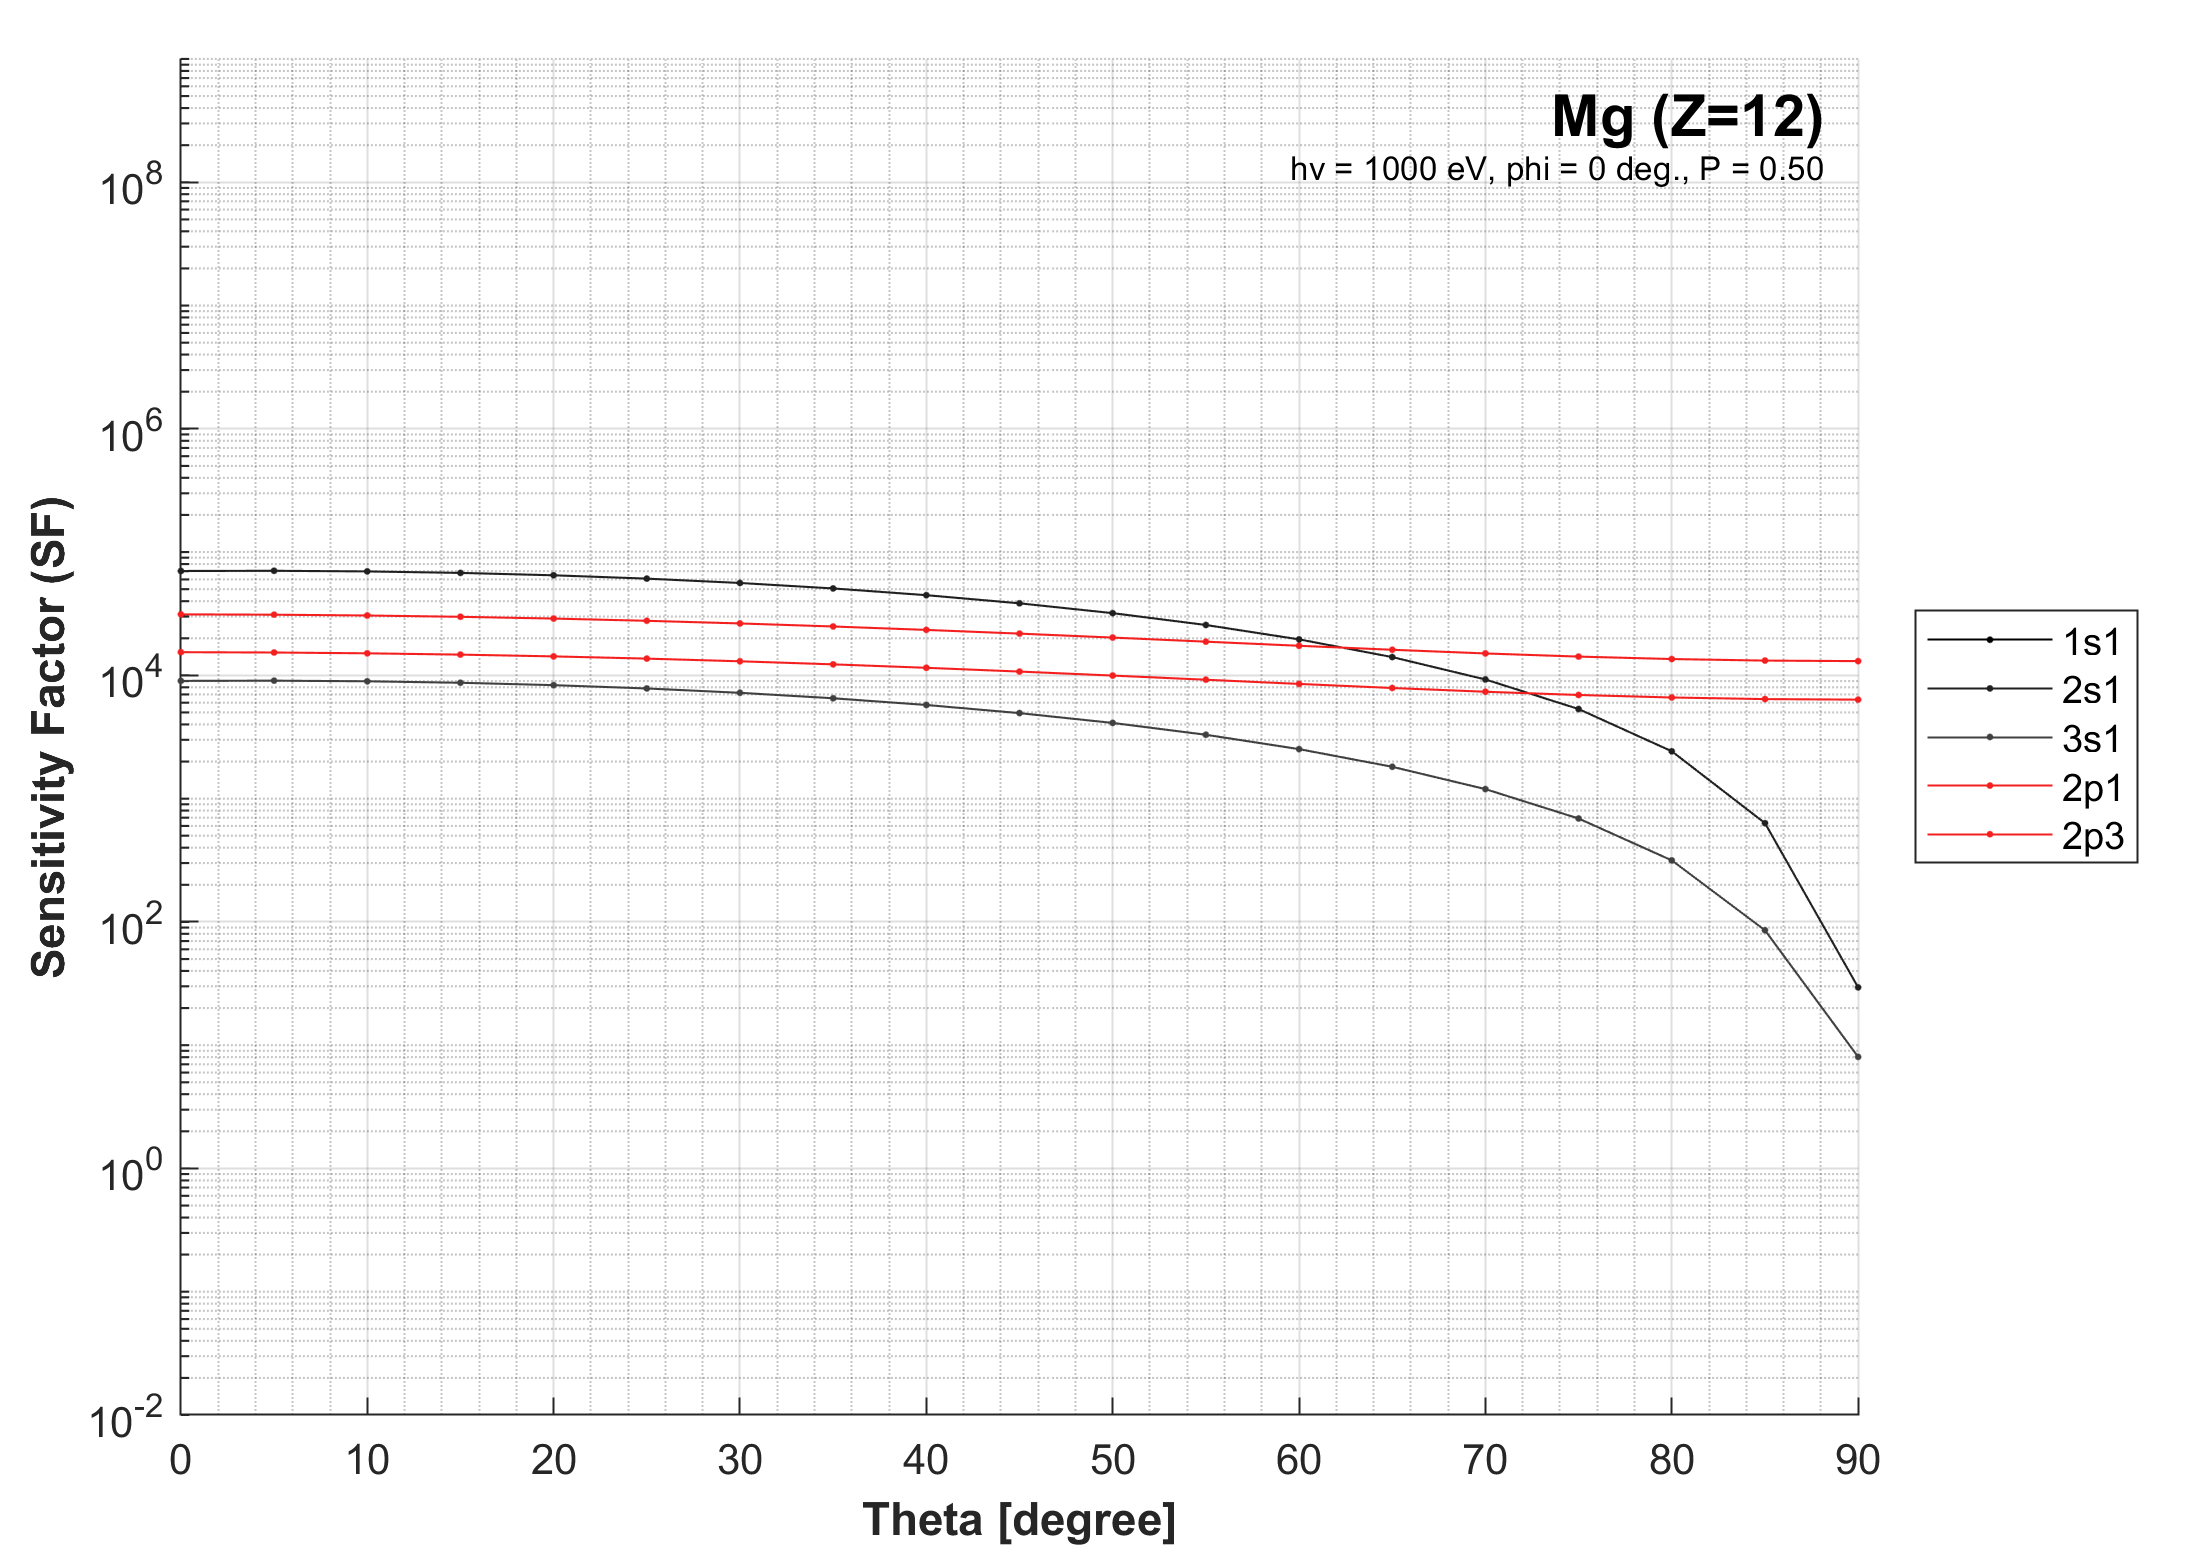 Mg (Z=12)
hv = 1000 eV, phi = 0 deg., P = 0.50
Sensitivity Factor (SF)
10^8
10^6
10^4
10^2
10^0
10^-2
0 10 20 30 40 50 60 70 80 90
Theta [degree]
1s1
2s1
3s1
2p1
2p3